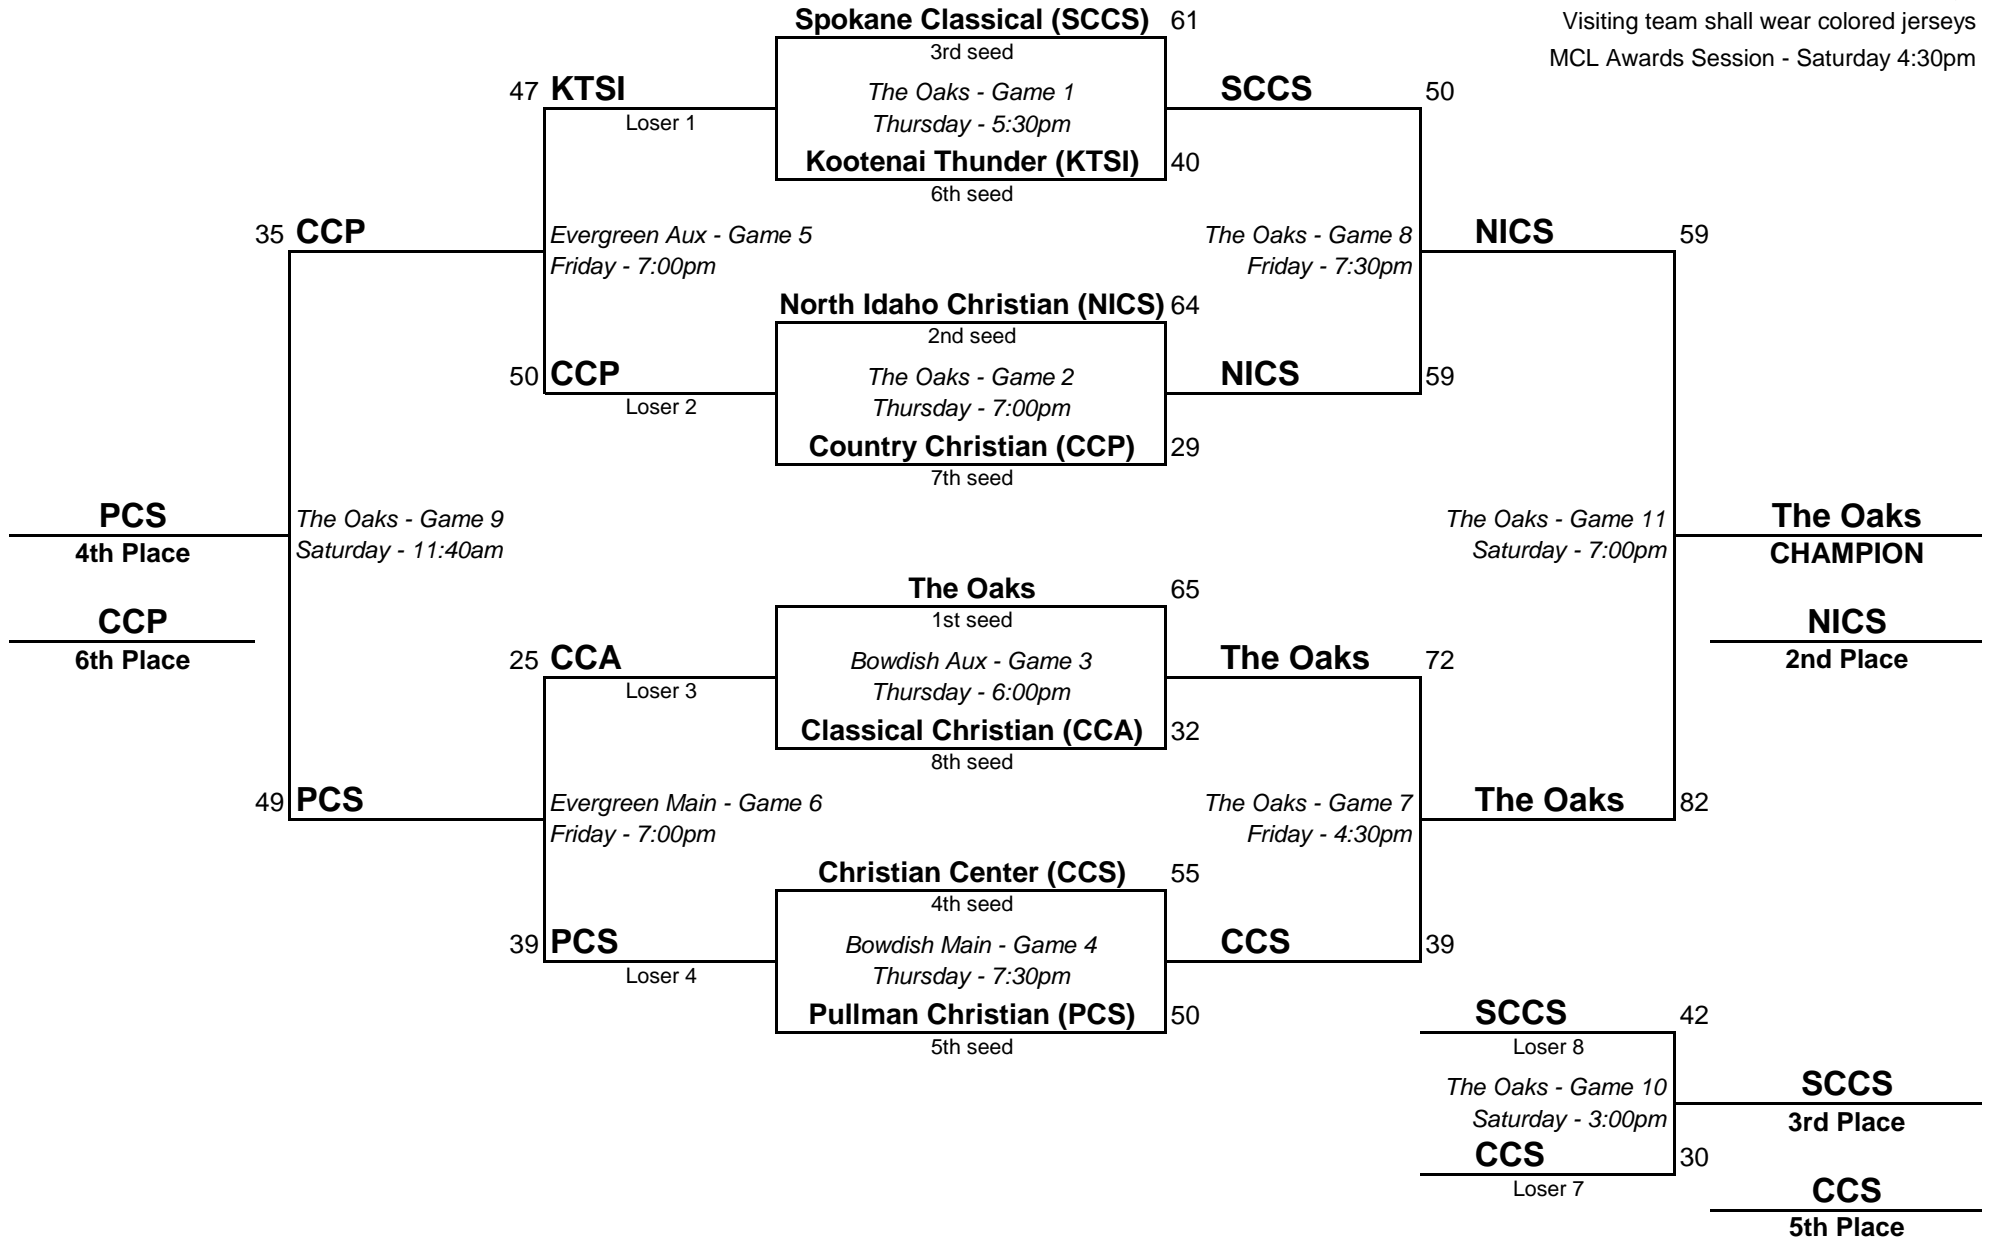 Spokane Classical (SCCS) 61
Visiting team shall wear colored jerseys
3rd seed
MCL Awards Session - Saturday 4:30pm
47 KTSI
The Oaks - Game 1
SCCS 50
Loser 1
Thursday - 5:30pm
Kootenai Thunder (KTSI) 40
6th seed
35 CCP
Evergreen Aux - Game 5
The Oaks - Game 8
NICS 59
Friday - 7:00pm
Friday - 7:30pm
North Idaho Christian (NICS) 64
2nd seed
50 CCP
The Oaks - Game 2
NICS 59
Loser 2
Thursday - 7:00pm
Country Christian (CCP) 29
7th seed
PCS
The Oaks - Game 9
The Oaks - Game 11
The Oaks
4th Place
Saturday - 11:40am
Saturday - 7:00pm
CHAMPION
The Oaks 65
CCP
1st seed
NICS
6th Place
25 CCA
Bowdish Aux - Game 3
The Oaks 72
2nd Place
Loser 3
Thursday - 6:00pm
Classical Christian (CCA) 32
8th seed
49 PCS
Evergreen Main - Game 6
The Oaks - Game 7
The Oaks 82
Friday - 7:00pm
Friday - 4:30pm
Christian Center (CCS) 55
4th seed
39 PCS
Bowdish Main - Game 4
CCS 39
Loser 4
Thursday - 7:30pm
Pullman Christian (PCS) 50
SCCS 42
5th seed
Loser 8
The Oaks - Game 10
SCCS
Saturday - 3:00pm
3rd Place
CCS 30
Loser 7
CCS
5th Place